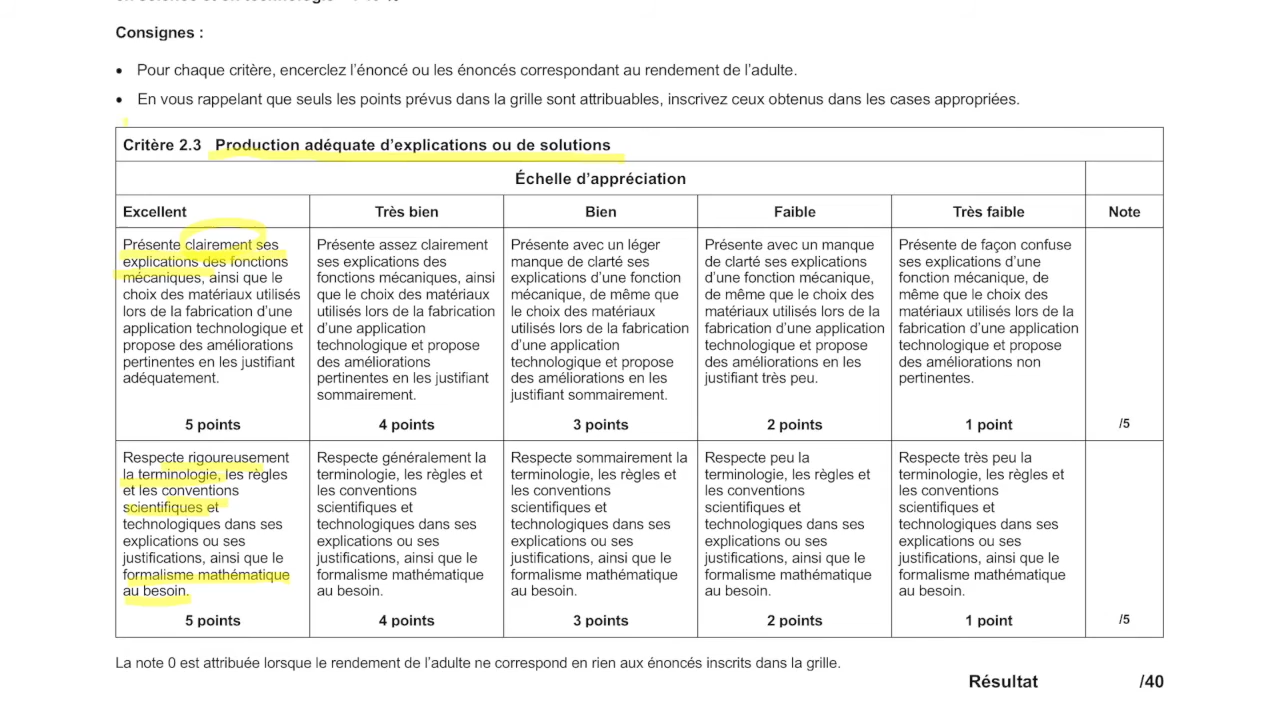 Consignes :
• Pour chaque critère, encerclez l'énoncé ou les énoncés correspondant au rendement de l'adulte.
• En vous rappelant que seuls les points prévus dans la grille sont attribuables, inscrivez ceux obtenus dans les cases appropriées.
Critère 2.3 Production adéquate d'explications ou de solutions
Échelle d'appréciation
Excellent
Très bien
Bien
Faible
Très faible
Note
Présente clairement ses
explications des fonctions
mécaniques, ainsi que le
choix des matériaux utilisés
lors de la fabrication d'une
application technologique et
propose des améliorations
pertinentes en les justifiant
adéquatement.
5 points
Présente assez clairement
ses explications des
fonctions mécaniques, ainsi
que le choix des matériaux
utilisés lors de la fabrication
d'une application
technologique et propose
des améliorations
pertinentes en les justifiant
sommairement.
4 points
Présente avec un léger
manque de clarté ses
explications d'une fonction
mécanique, de même que
le choix des matériaux
utilisés lors de la fabrication
d'une application
technologique et propose
des améliorations en les
justifiant sommairement.
3 points
Présente avec un manque
de clarté ses explications
d'une fonction mécanique,
de même que le choix des
matériaux utilisés lors de la
fabrication d'une application
technologique et propose
des améliorations en les
justifiant très peu.
2 points
Présente de façon confuse
ses explications d'une
fonction mécanique, de
même que le choix des
matériaux utilisés lors de la
fabrication d'une application
technologique et propose
des améliorations non
pertinentes.
1 point
/5
Respecte rigoureusement
la terminologie, les règles
et les conventions
scientifiques et
technologiques dans ses
explications ou ses
justifications, ainsi que le
formalisme mathématique
au besoin.
5 points
Respecte généralement la
terminologie, les règles et
les conventions
scientifiques et
technologiques dans ses
explications ou ses
justifications, ainsi que le
formalisme mathématique
au besoin.
4 points
Respecte sommairement la
terminologie, les règles et
les conventions
scientifiques et
technologiques dans ses
explications ou ses
justifications, ainsi que le
formalisme mathématique
au besoin.
3 points
Respecte peu la
terminologie, les règles et
les conventions
scientifiques et
technologiques dans ses
explications ou ses
justifications, ainsi que le
formalisme mathématique
au besoin.
2 points
Respecte très peu la
terminologie, les règles et
les conventions
scientifiques et
technologiques dans ses
explications ou ses
justifications, ainsi que le
formalisme mathématique
au besoin.
1 point
/5
La note 0 est attribuée lorsque le rendement de l'adulte ne correspond en rien aux énoncés inscrits dans la grille.
Résultat /40